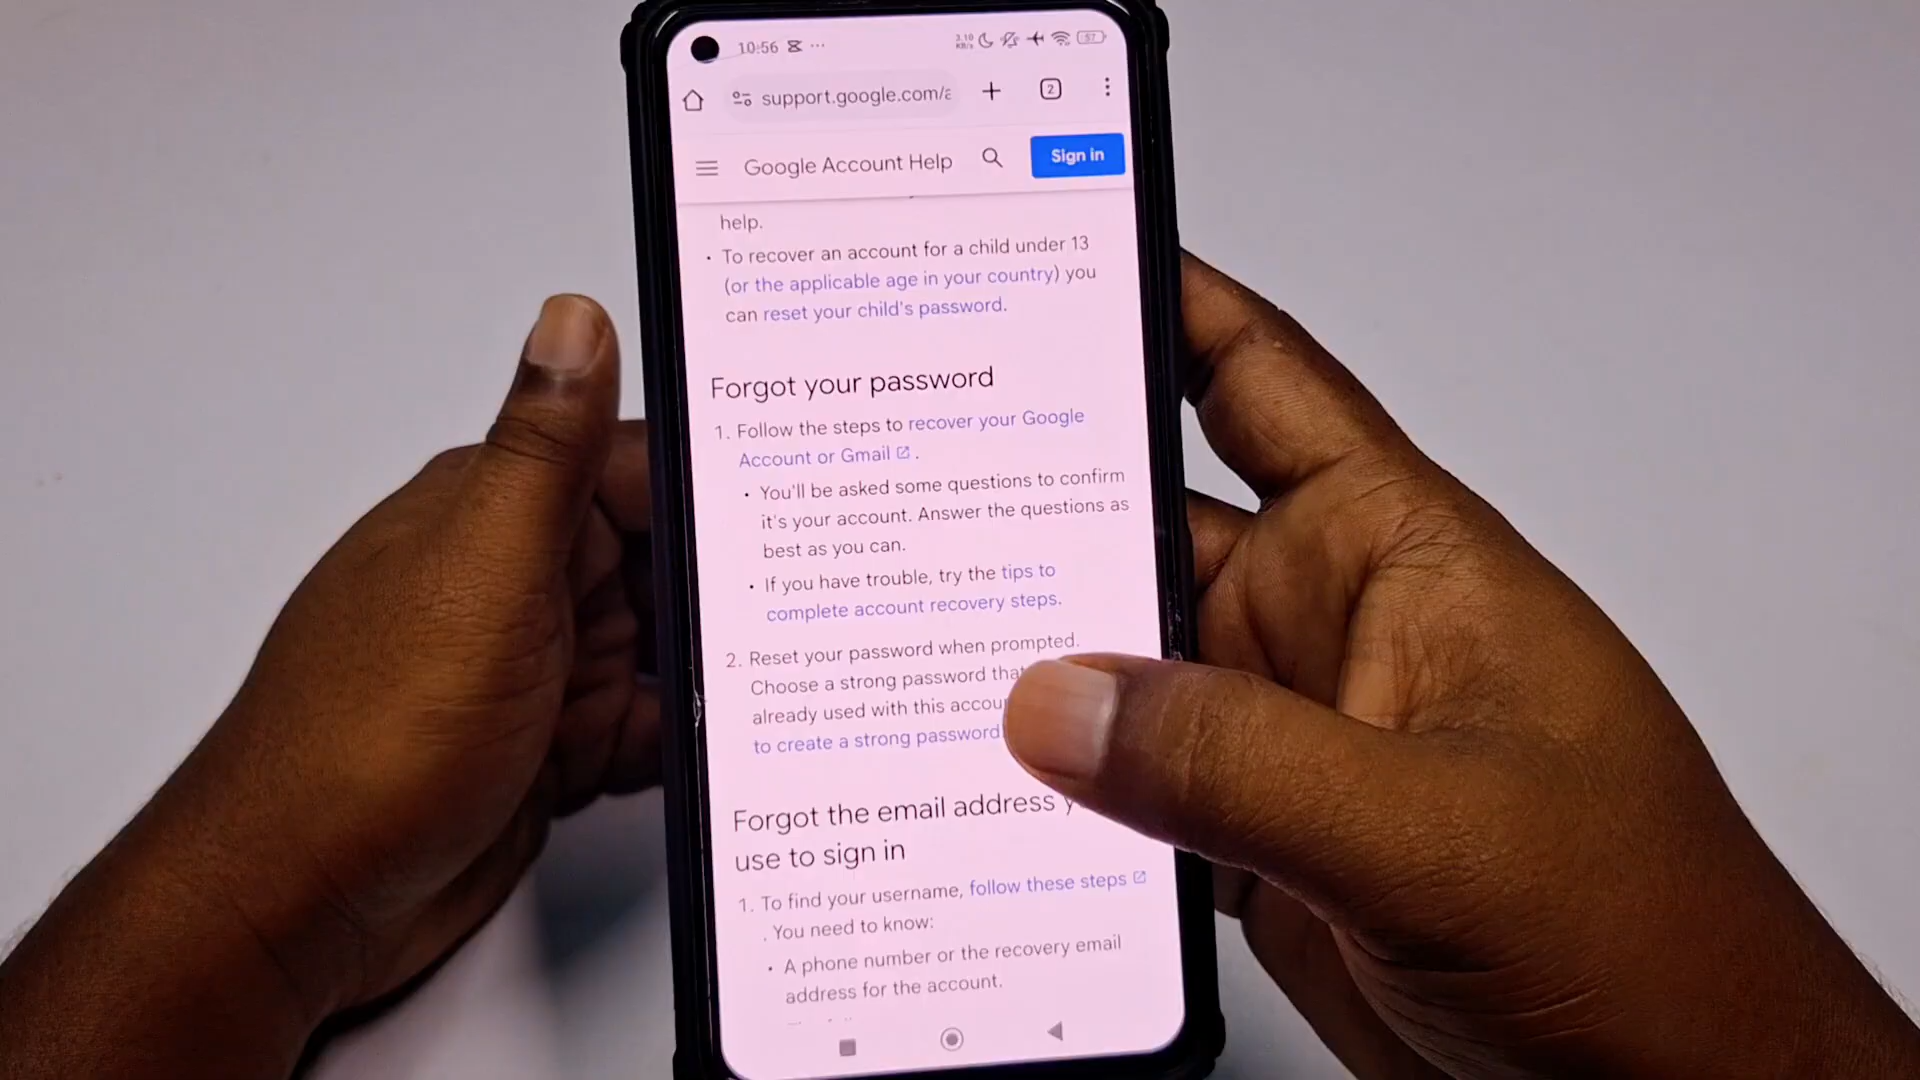 10:56
3.10
KB/s
57
support.google.com/a
2
Google Account Help
Sign in
help.
• To recover an account for a child under 13
(or the applicable age in your country) you
can reset your child's password.
Forgot your password
1. Follow the steps to recover your Google
Account or Gmail.
• You'll be asked some questions to confirm
it's your account. Answer the questions as
best as you can.
• If you have trouble, try the tips to
complete account recovery steps.
2. Reset your password when prompted.
Choose a strong password that
already used with this
to create a strong password
Forgot the email address
use to sign in
1. To find your username, follow these steps
. You need to know:
• A phone number or the recovery email
address for the account.